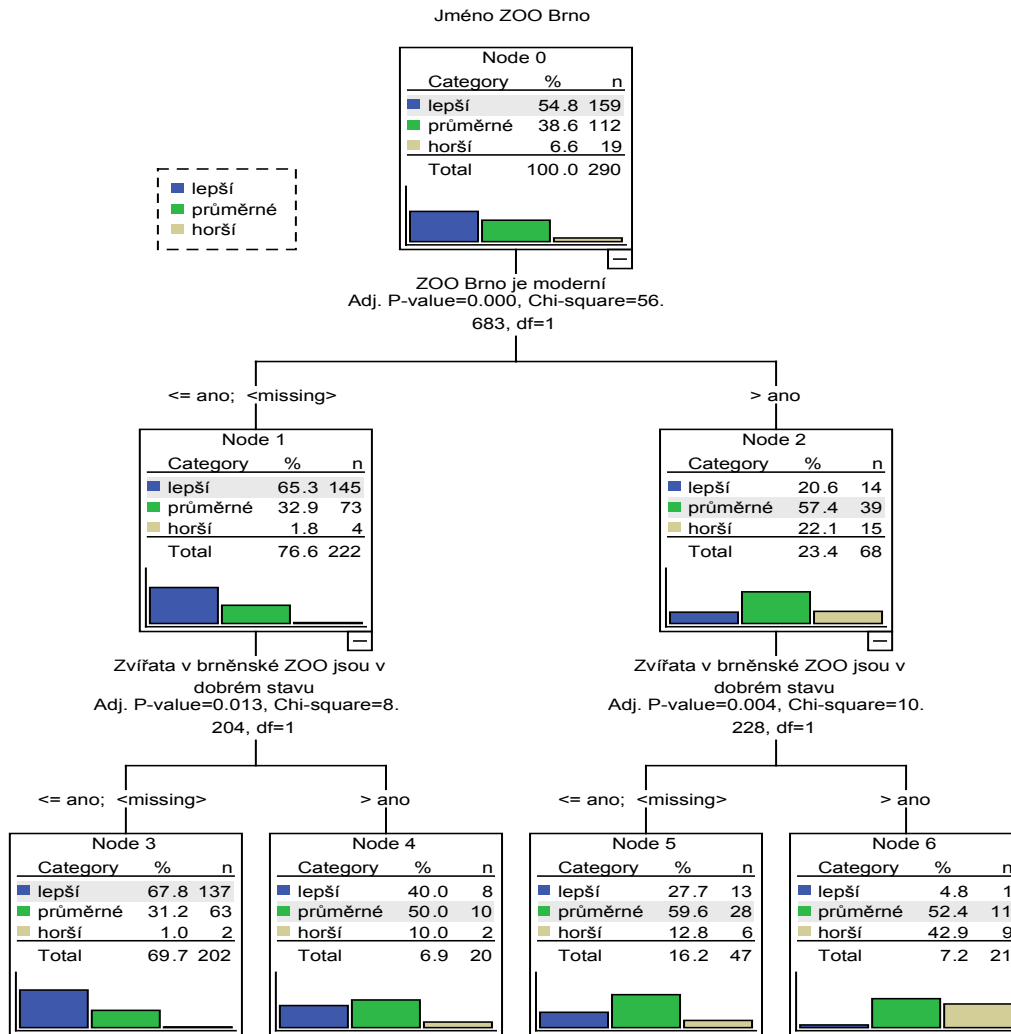 Jméno ZOO Brno
Node 0
Category % n
lepší 54.8 159
průměrné 38.6 112
horší 6.6 19
Total 100.0 290
lepší
průměrné
horší
ZOO Brno je moderní
Adj. P-value=0.000, Chi-square=56.
683, df=1
<= ano; <missing>
> ano
Node 1
Category % n
lepší 65.3 145
průměrné 32.9 73
horší 1.8 4
Total 76.6 222
Node 2
Category % n
lepší 20.6 14
průměrné 57.4 39
horší 22.1 15
Total 23.4 68
Zvířata v brněnské ZOO jsou v
dobrém stavu
Adj. P-value=0.013, Chi-square=8.
204, df=1
Zvířata v brněnské ZOO jsou v
dobrém stavu
Adj. P-value=0.004, Chi-square=10.
228, df=1
<= ano; <missing>
> ano
<= ano; <missing>
> ano
Node 3
Category % n
lepší 67.8 137
průměrné 31.2 63
horší 1.0 2
Total 69.7 202
Node 4
Category % n
lepší 40.0 8
průměrné 50.0 10
horší 10.0 2
Total 6.9 20
Node 5
Category % n
lepší 27.7 13
průměrné 59.6 28
horší 12.8 6
Total 16.2 47
Node 6
Category % n
lepší 4.8 1
průměrné 52.4 11
horší 42.9 9
Total 7.2 21